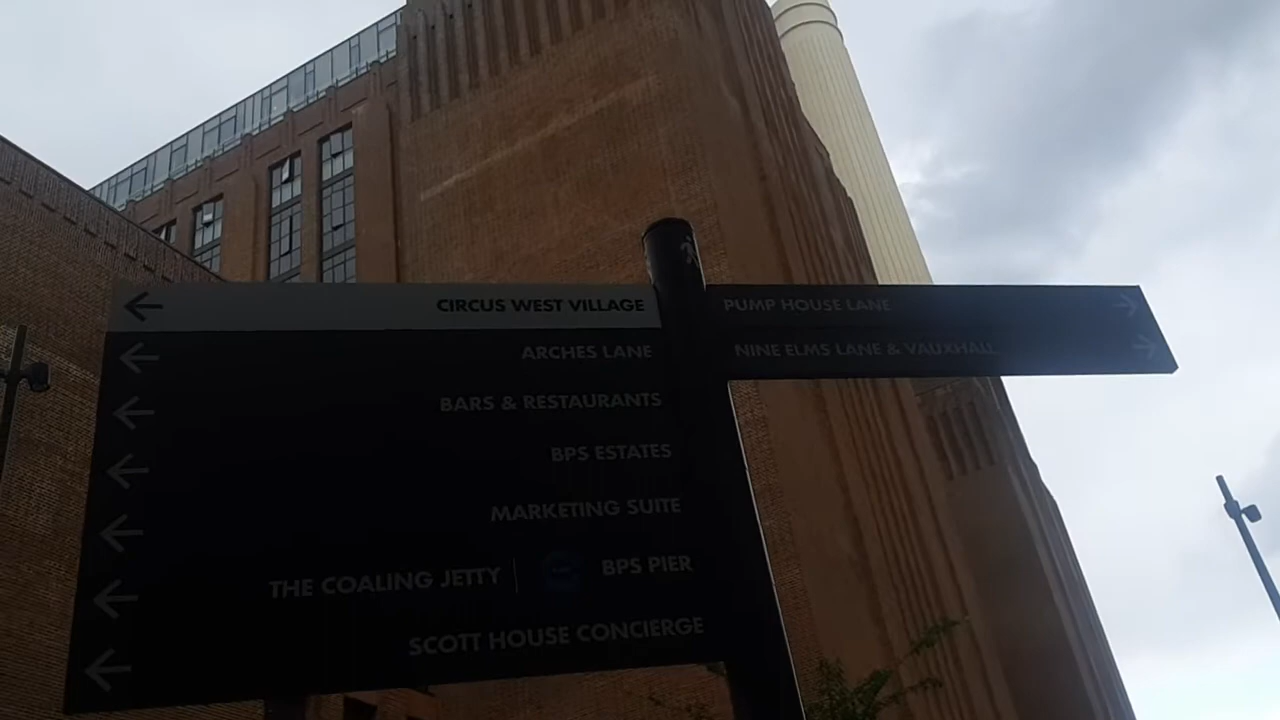 CIRCUS WEST VILLAGE
ARCHES LANE
BARS & RESTAURANTS
BPS ESTATES
MARKETING SUITE
THE COALING JETTY | BPS PIER
SCOTT HOUSE CONCIERGE
PUMP HOUSE LANE
NINE ELMS LANE & VAUXHALL